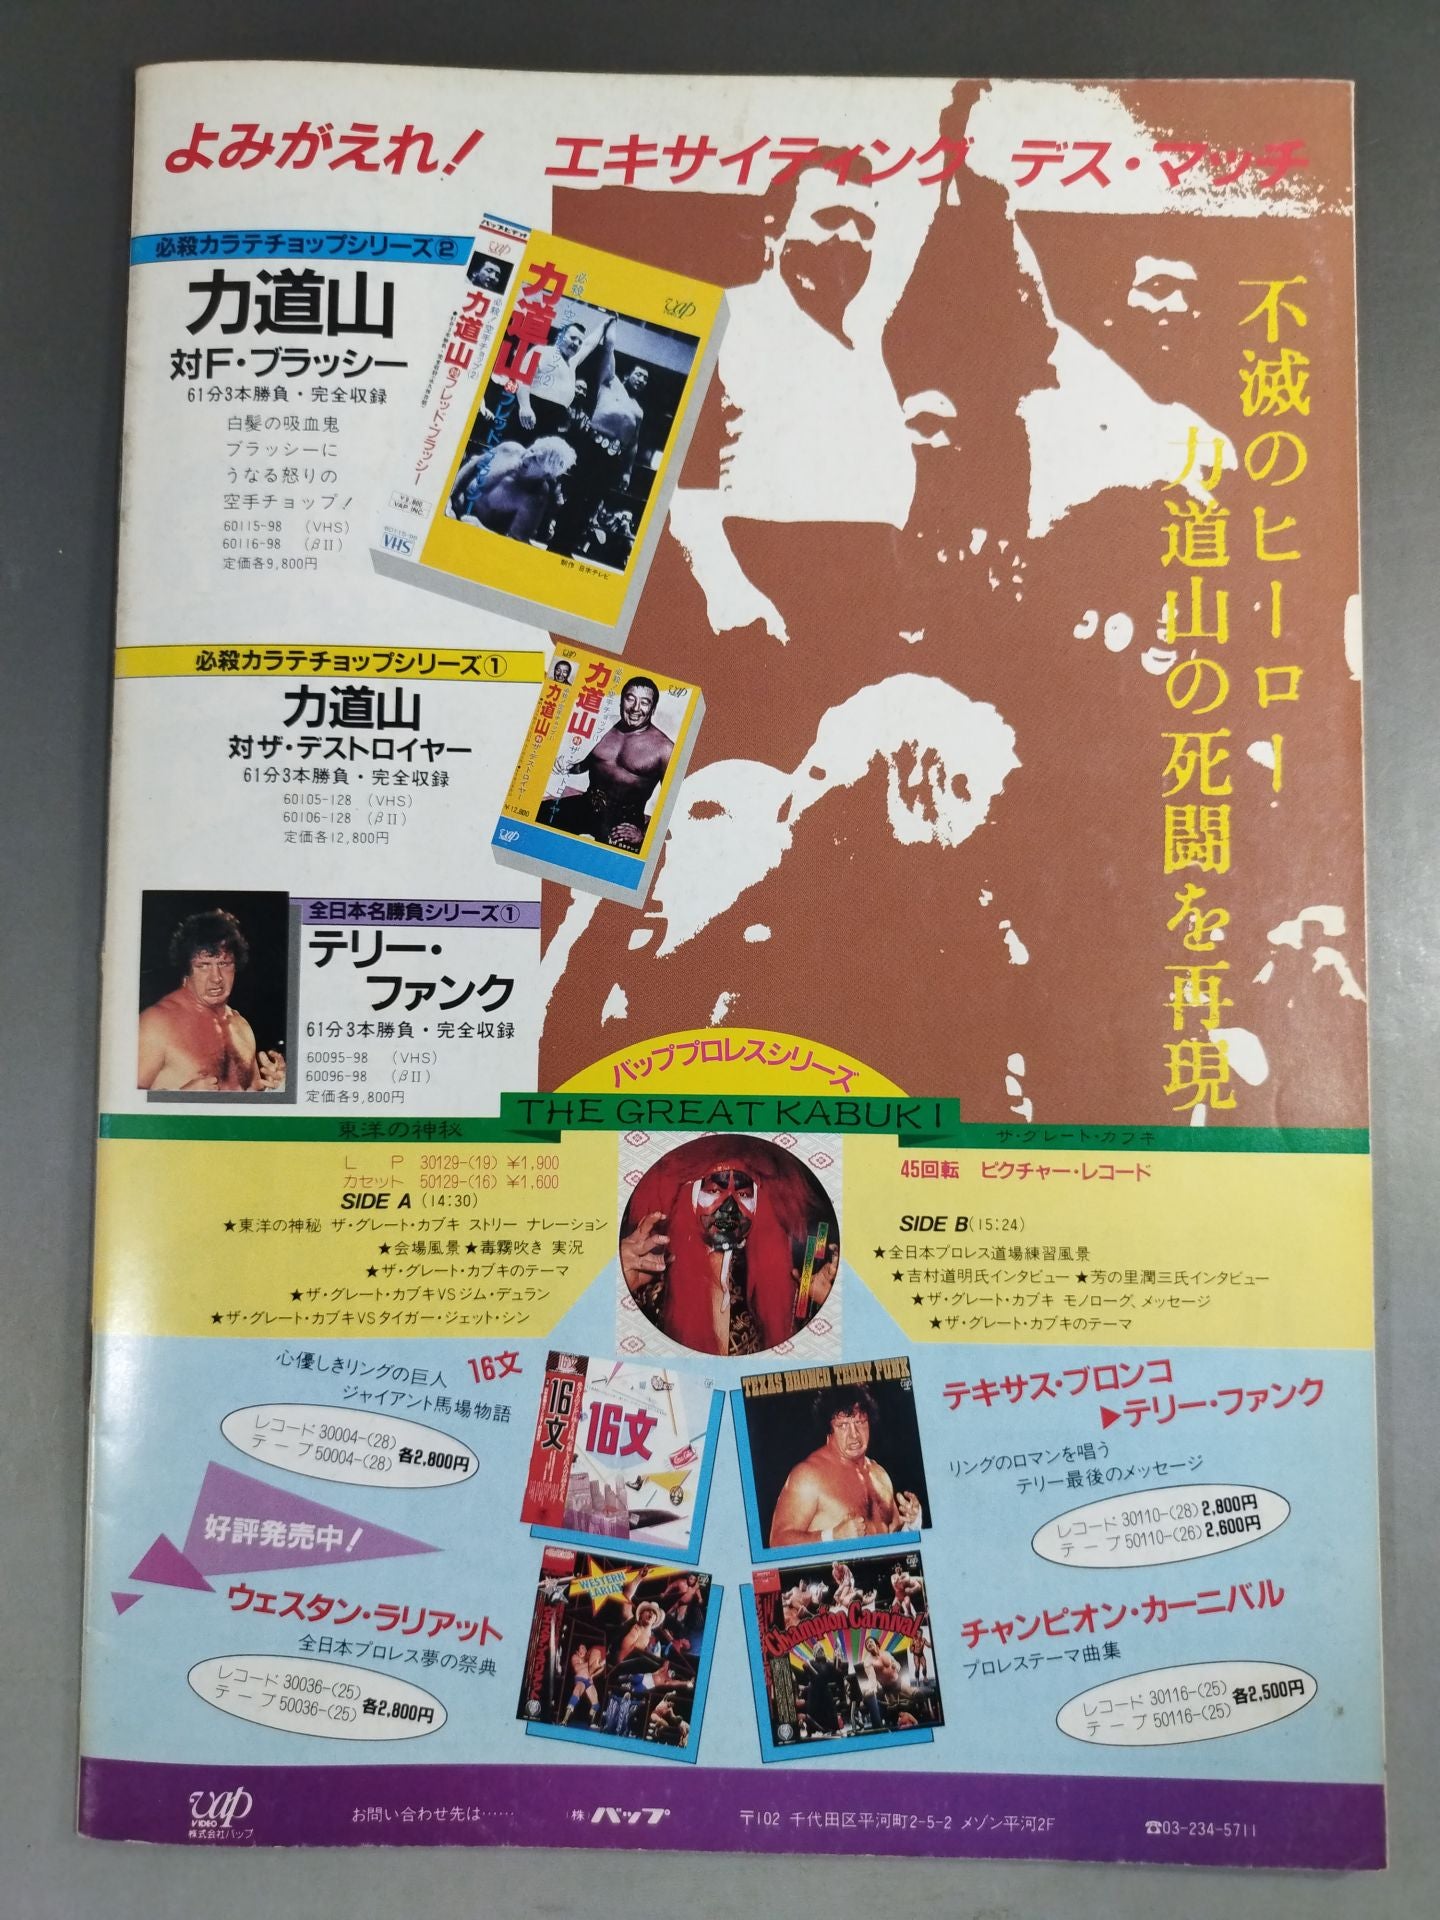 よみがえれ! エキサイティング デス・マッチ
不滅のヒーロー
力道山の死闘を再現
必殺カラテチョップシリーズ②
力道山
対F・ブラッシー
61分3本勝負・完全収録
白髪の吸血鬼
ブラッシーに
うなる怒りの
空手チョップ!
60115-98 (VHS)
60116-98 (βII)
定価各9,800円
力道山
VHS
制作 日本テレビ
必殺カラテチョップシリーズ①
力道山
対ザ・デストロイヤー
61分3本勝負・完全収録
60105-128 (VHS)
60106-128 (βII)
定価各12,800円
力道山
¥12,800
全日本名勝負シリーズ①
テリー・
ファンク
61分3本勝負・完全収録
60095-98 (VHS)
60096-98 (βII)
定価各9,800円
バッププロレスシリーズ
THE GREAT KABUKI
東洋の神秘
ザ・グレート・カブキ
LP 30129-(19) ¥1,900
カセット 50129-(16) ¥1,600
SIDE A (14:30)
★東洋の神秘 ザ・グレート・カブキ ストリー ナレーション
★会場風景 ★毒霧吹き 実況
★ザ・グレート・カブキのテーマ
★ザ・グレート・カブキVSジム・デュラン
★ザ・グレート・カブキVSタイガー・ジェット・シン
45回転 ピクチャー・レコード
SIDE B(15:24)
★全日本プロレス道場練習風景
★吉村道明氏インタビュー ★芳の里潤三氏インタビュー
★ザ・グレート・カブキ モノローグ、メッセージ
★ザ・グレート・カブキのテーマ
心優しきリングの巨人 16文
ジャイアント馬場物語
レコード 30004-(28)
テープ 50004-(28) 各2,800円
16文
16文
TEXAS BRONCO TERRY FUNK
テキサス・ブロンコ
▶テリー・ファンク
リングのロマンを唱う
テリー最後のメッセージ
レコード 30110-(28) 2,800円
テープ 50110-(26) 2,600円
好評発売中!
ウェスタン・ラリアット
全日本プロレス夢の祭典
レコード 30036-(25)
テープ 50036-(25) 各2,800円
WESTERN LARIAT
Champion Carnival
チャンピオン・カーニバル
プロレステーマ曲集
レコード 30116-(25)
テープ 50116-(25) 各2,500円
vap
VIDEO
株式会社バップ
お問い合わせ先は……
(株)バップ
〒102 千代田区平河町2-5-2 メゾン平河2F
☎03-234-5711